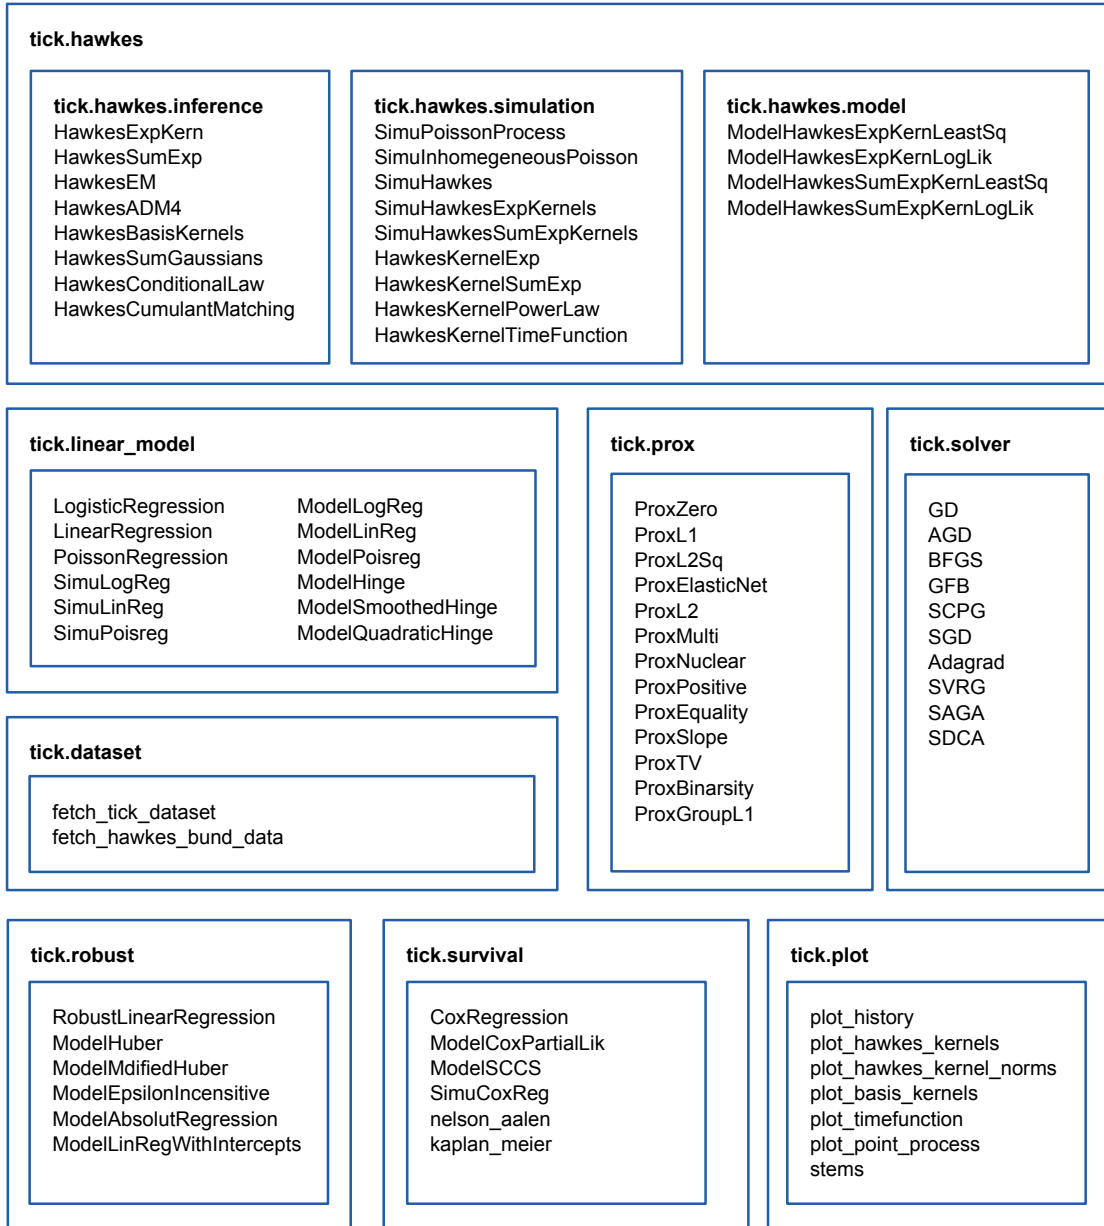 tick.hawkes
tick.hawkes.inference
HawkesExpKern
HawkesSumExp
HawkesEM
HawkesADM4
HawkesBasisKernels
HawkesSumGaussians
HawkesConditionalLaw
HawkesCumulantMatching
tick.hawkes.simulation
SimuPoissonProcess
SimuInhomegeneousPoisson
SimuHawkes
SimuHawkesExpKernels
SimuHawkesSumExpKernels
HawkesKernelExp
HawkesKernelSumExp
HawkesKernelPowerLaw
HawkesKernelTimeFunction
tick.hawkes.model
ModelHawkesExpKernLeastSq
ModelHawkesExpKernLogLik
ModelHawkesSumExpKernLeastSq
ModelHawkesSumExpKernLogLik
tick.linear_model
LogisticRegression
LinearRegression
PoissonRegression
SimuLogReg
SimuLinReg
SimuPoisreg
ModelLogReg
ModelLinReg
ModelPoisreg
ModelHinge
ModelSmoothedHinge
ModelQuadraticHinge
tick.dataset
fetch_tick_dataset
fetch_hawkes_bund_data
tick.prox
ProxZero
ProxL1
ProxL2Sq
ProxElasticNet
ProxL2
ProxMulti
ProxNuclear
ProxPositive
ProxEquality
ProxSlope
ProxTV
ProxBinarsity
ProxGroupL1
tick.solver
GD
AGD
BFGS
GFB
SCPG
SGD
Adagrad
SVRG
SAGA
SDCA
tick.robust
RobustLinearRegression
ModelHuber
ModelMdifiedHuber
ModelEpsilonIncensitive
ModelAbsolutRegression
ModelLinRegWithIntercepts
tick.survival
CoxRegression
ModelCoxPartialLik
ModelSCCS
SimuCoxReg
nelson_aalen
kaplan_meier
tick.plot
plot_history
plot_hawkes_kernels
plot_hawkes_kernel_norms
plot_basis_kernels
plot_timefunction
plot_point_process
stems